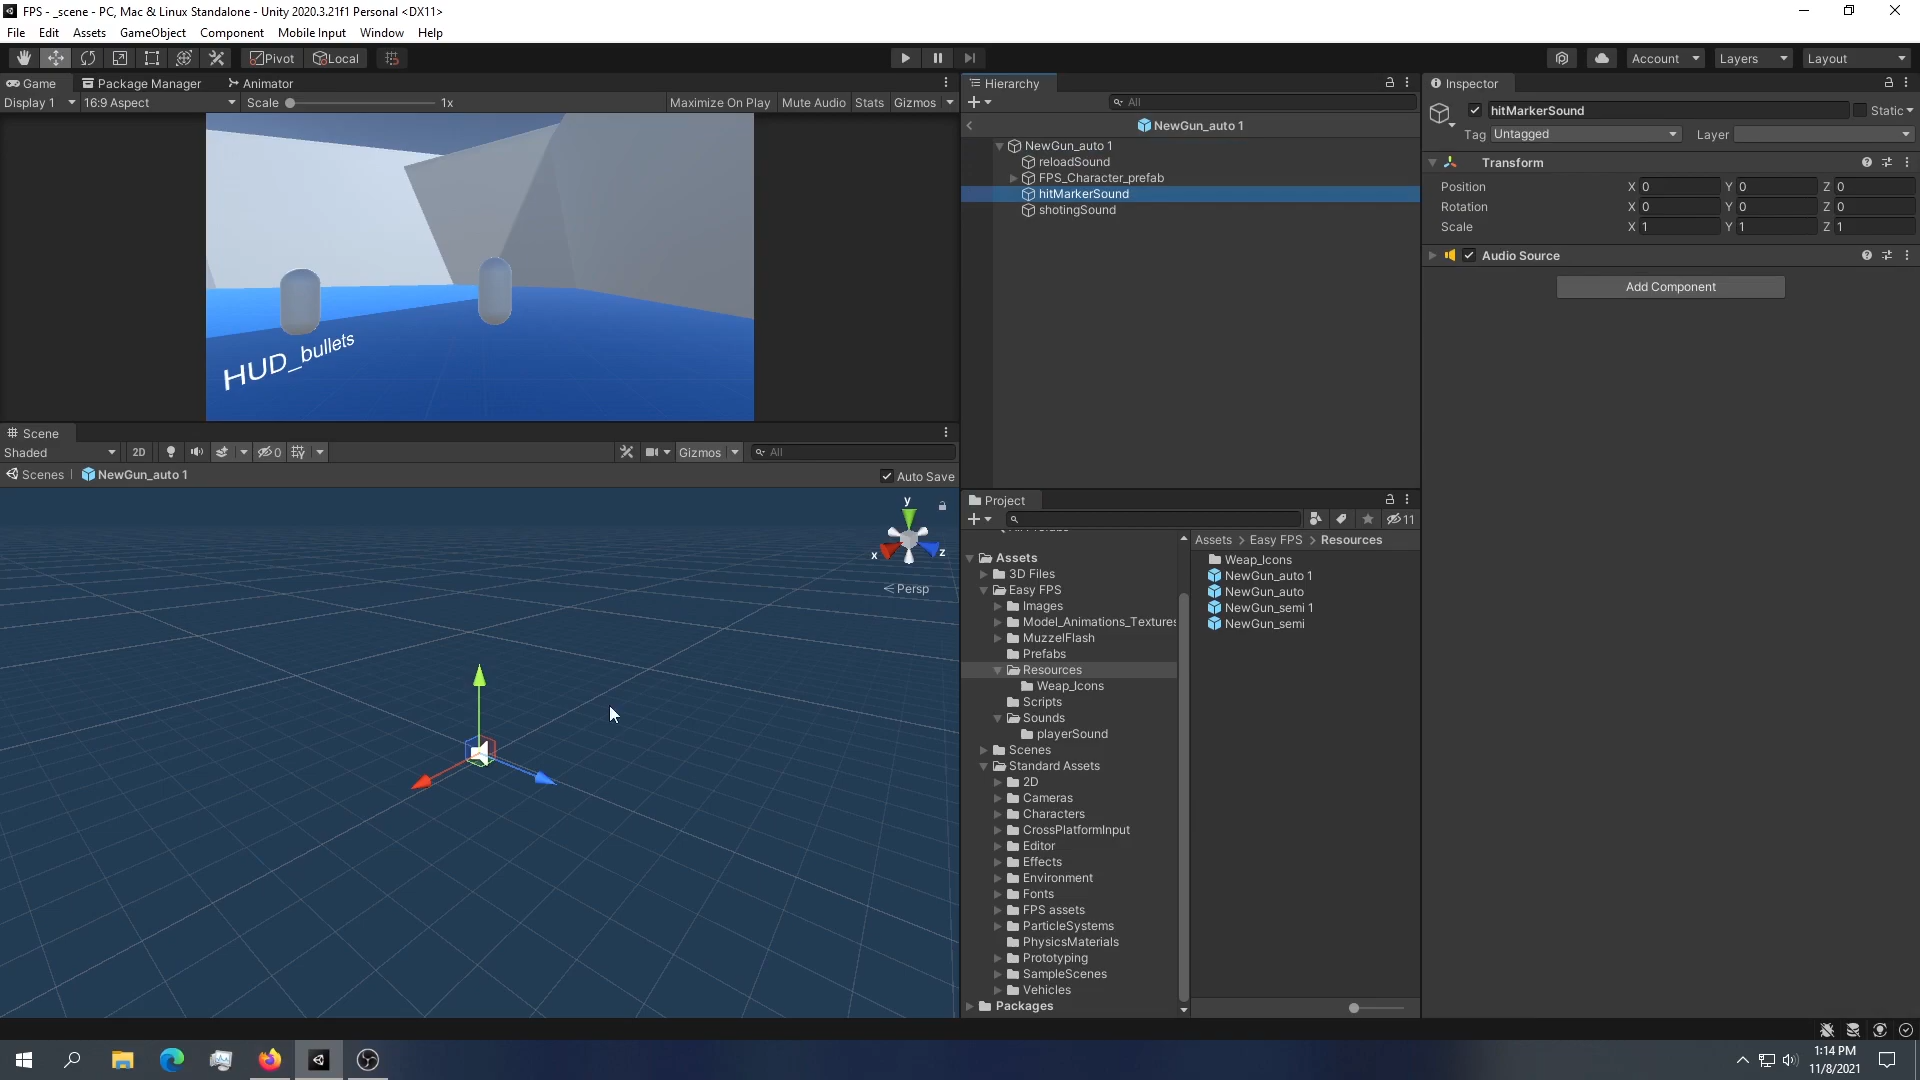 FPS - _scene - PC, Mac & Linux Standalone - Unity 2020.3.21f1 Personal <DX11>
File Edit Assets GameObject Component Mobile Input Window Help
Pivot Local Account Layers Layout
Game Package Manager Animator
Display 1 16:9 Aspect Scale 1x Maximize On Play Mute Audio Stats Gizmos
HUD_bullets
Scene
Shaded 2D 0 Gizmos All
Scenes NewGun_auto 1 Auto Save
y
x
z
Persp
Hierarchy
All
NewGun_auto 1
NewGun_auto 1
reloadSound
FPS_Character_prefab
hitMarkerSound
shotingSound
Project
11
Assets
3D Files
Easy FPS
Images
Model_Animations_Textures
MuzzelFlash
Prefabs
Resources
Weap_Icons
Scripts
Sounds
playerSound
Scenes
Standard Assets
2D
Cameras
Characters
CrossPlatformInput
Editor
Effects
Environment
Fonts
FPS assets
ParticleSystems
PhysicsMaterials
Prototyping
SampleScenes
Vehicles
Packages
Assets > Easy FPS > Resources
Weap_Icons
NewGun_auto 1
NewGun_auto
NewGun_semi 1
NewGun_semi
Inspector
hitMarkerSound Static
Tag Untagged Layer
Transform
Position X 0 Y 0 Z 0
Rotation X 0 Y 0 Z 0
Scale X 1 Y 1 Z 1
Audio Source
Add Component
1:14 PM
11/8/2021